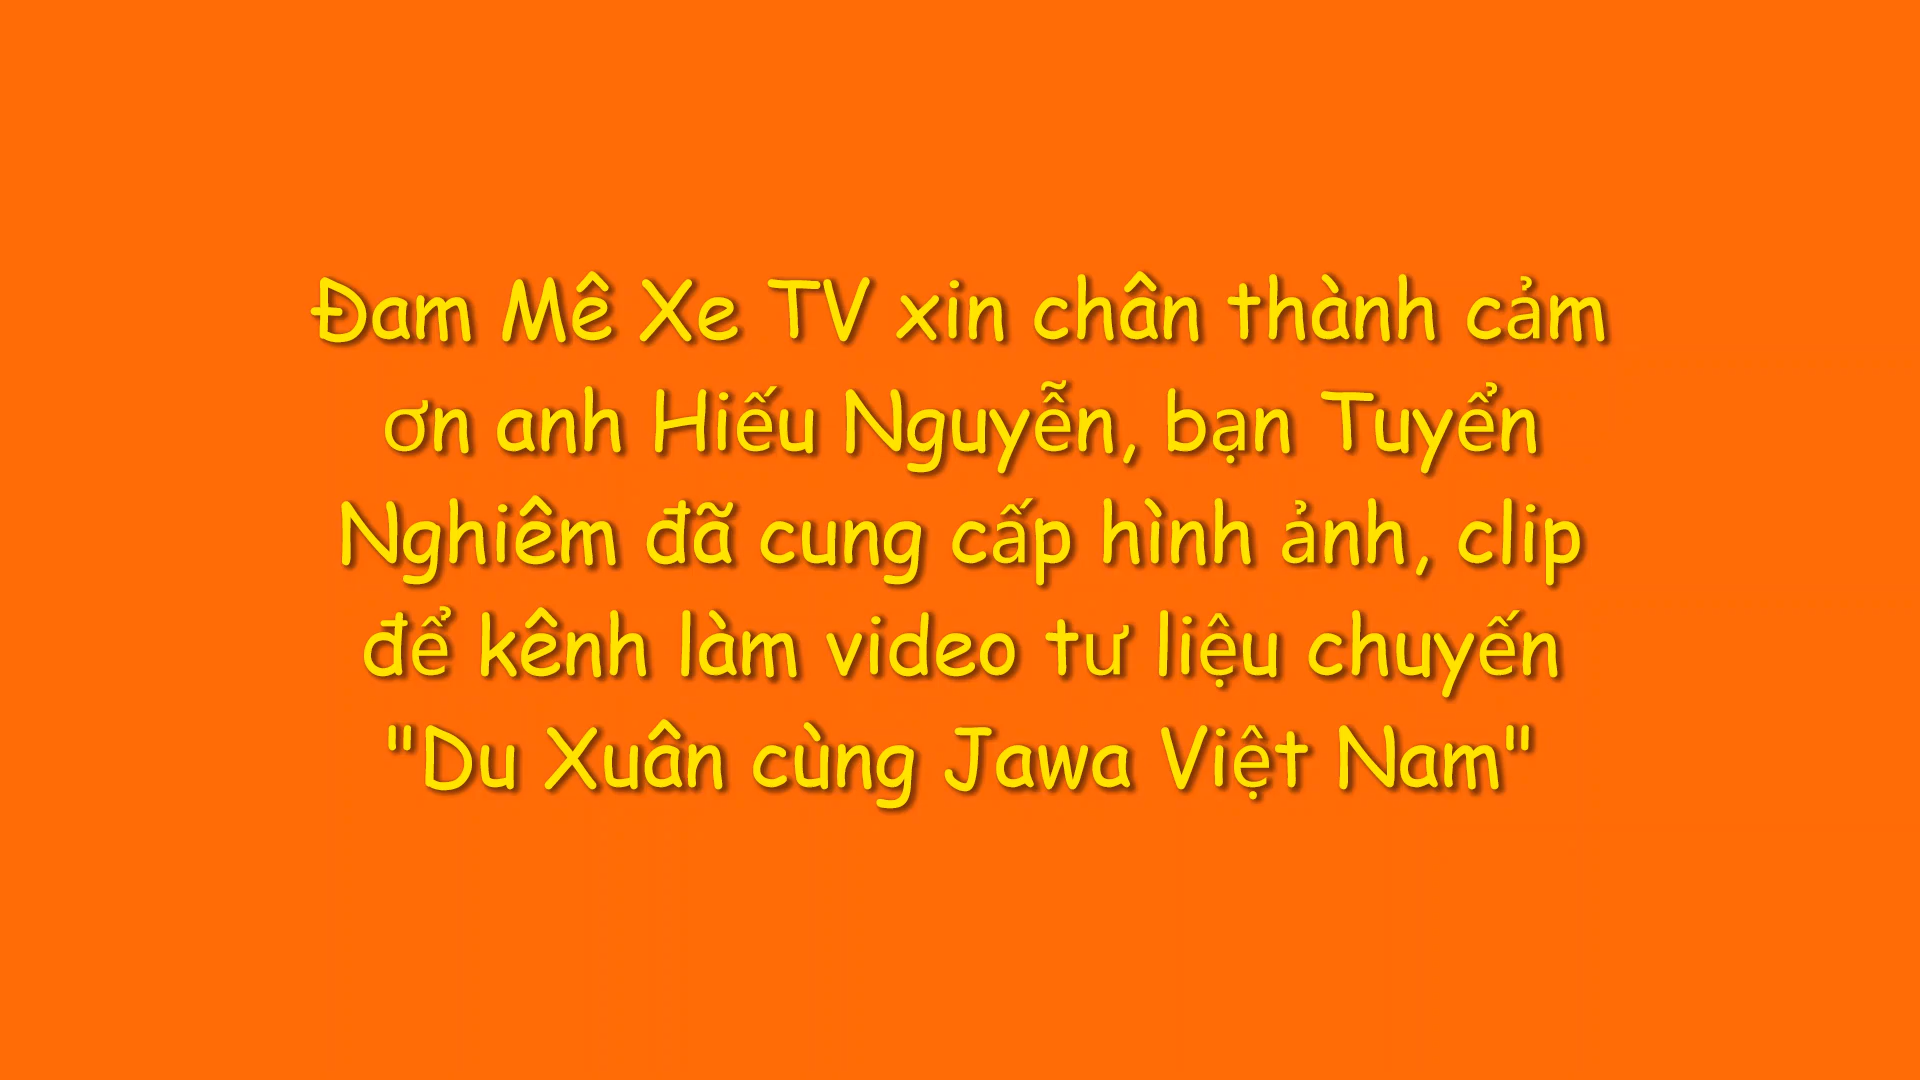 Đam Mê Xe TV xin chân thành cảm
ơn anh Hiếu Nguyễn, bạn Tuyển
Nghiêm đã cung cấp hình ảnh, clip
để kênh làm video tư liệu chuyến
"Du Xuân cùng Jawa Việt Nam"